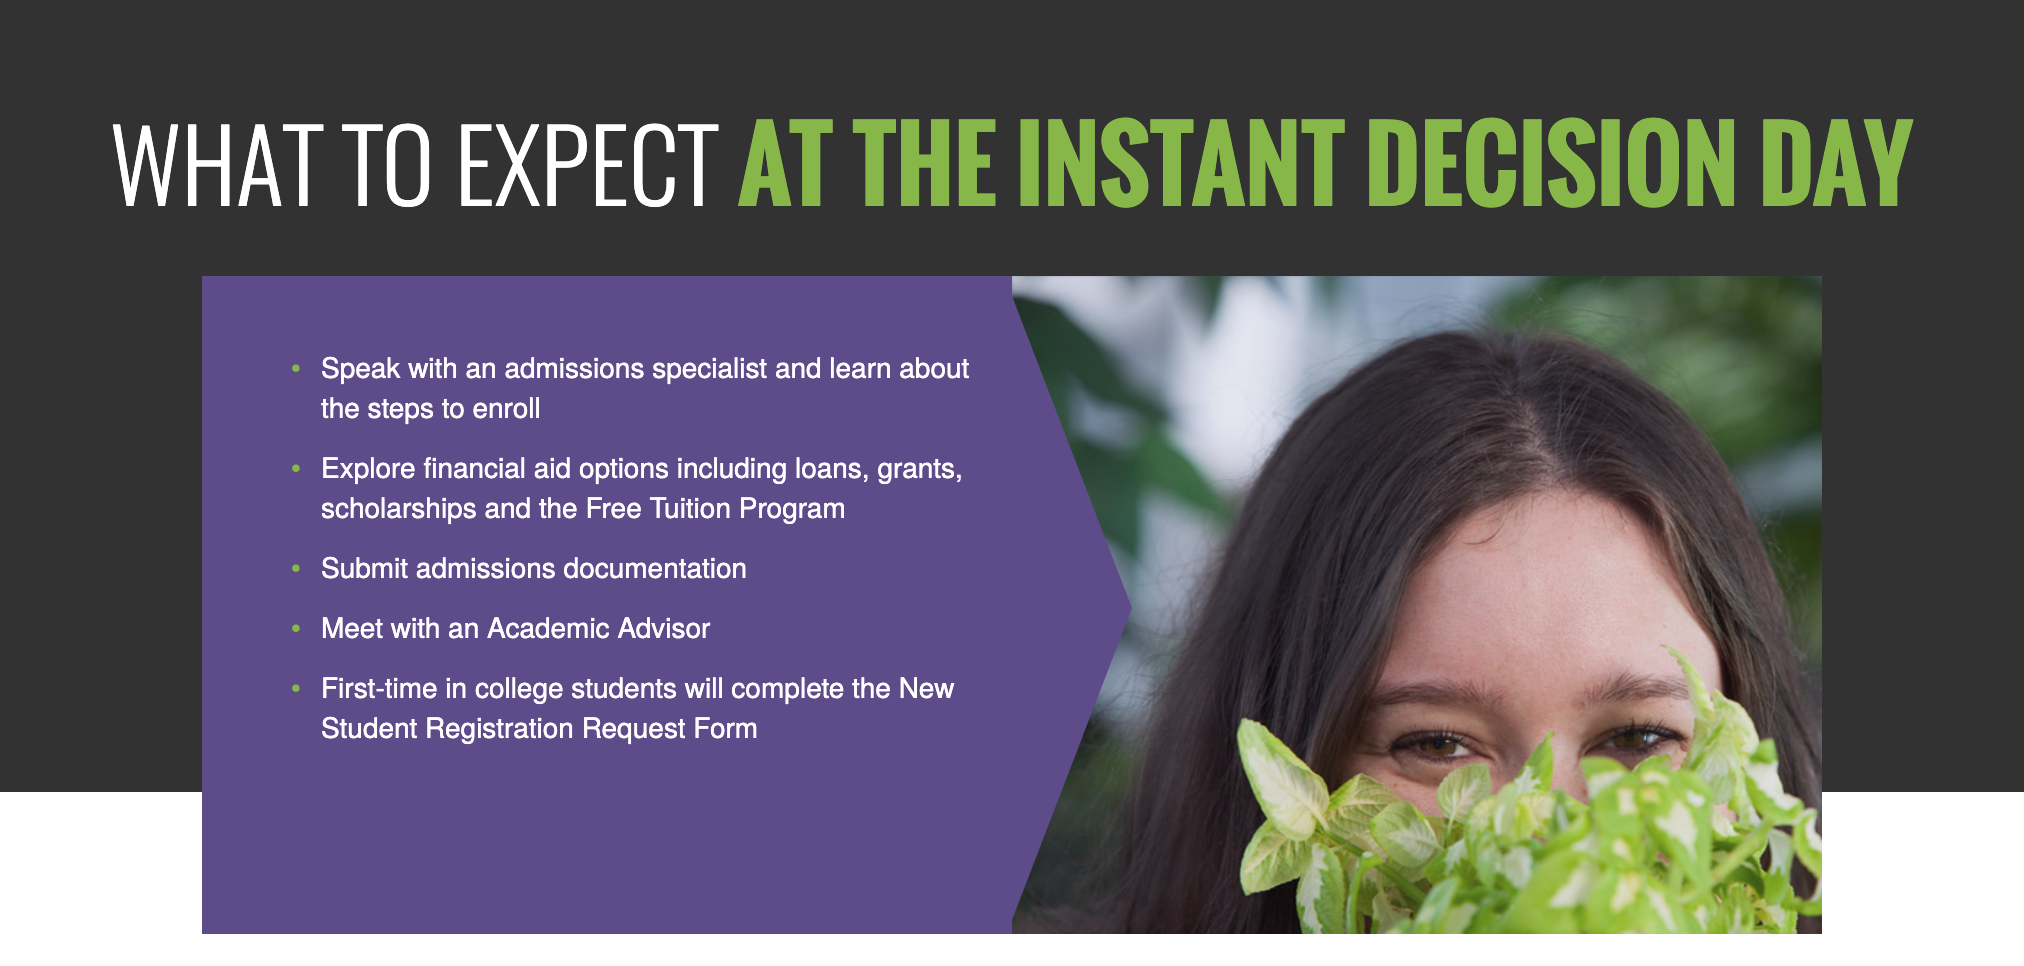 WHAT TO EXPECT AT THE INSTANT DECISION DAY
• Speak with an admissions specialist and learn about
the steps to enroll
• Explore financial aid options including loans, grants,
scholarships and the Free Tuition Program
• Submit admissions documentation
• Meet with an Academic Advisor
• First-time in college students will complete the New
Student Registration Request Form